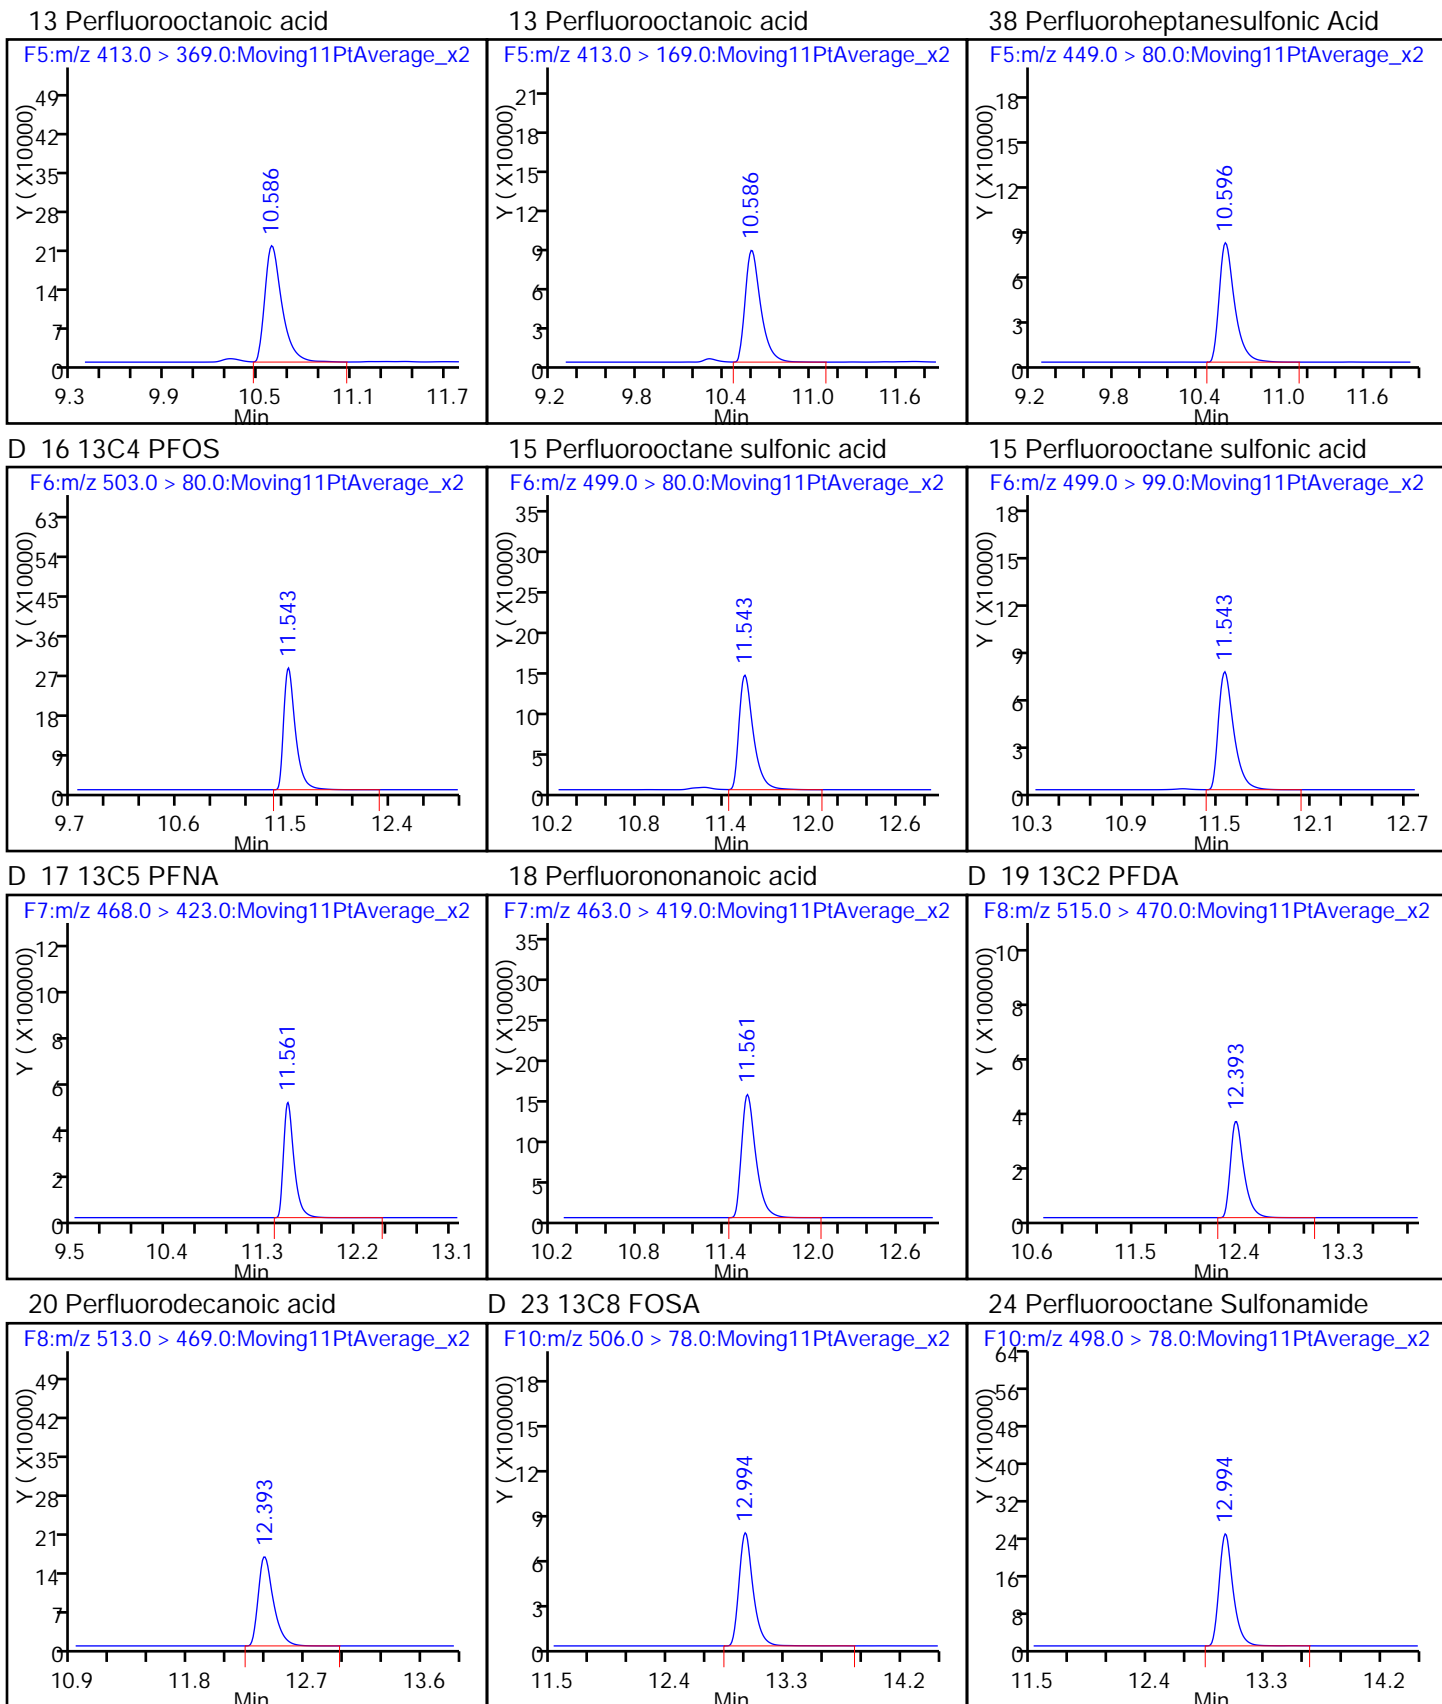 13 Perfluorooctanoic acid
F5:m/z 413.0 > 369.0:Moving11PtAverage_x2
Y ( X10000)
49
42
35
28
21
14
7
0
10.586
9.3 9.9 10.5 11.1 11.7
Min
13 Perfluorooctanoic acid
F5:m/z 413.0 > 169.0:Moving11PtAverage_x2
Y ( X10000)
21
18
15
12
9
6
3
0
10.586
9.2 9.8 10.4 11.0 11.6
Min
38 Perfluoroheptanesulfonic Acid
F5:m/z 449.0 > 80.0:Moving11PtAverage_x2
Y ( X10000)
18
15
12
9
6
3
0
10.596
9.2 9.8 10.4 11.0 11.6
Min
D 16 13C4 PFOS
F6:m/z 503.0 > 80.0:Moving11PtAverage_x2
Y ( X10000)
63
54
45
36
27
18
9
0
11.543
9.7 10.6 11.5 12.4
Min
15 Perfluorooctane sulfonic acid
F6:m/z 499.0 > 80.0:Moving11PtAverage_x2
Y ( X10000)
35
30
25
20
15
10
5
0
11.543
10.2 10.8 11.4 12.0 12.6
Min
15 Perfluorooctane sulfonic acid
F6:m/z 499.0 > 99.0:Moving11PtAverage_x2
Y ( X10000)
18
15
12
9
6
3
0
11.543
10.3 10.9 11.5 12.1 12.7
Min
D 17 13C5 PFNA
F7:m/z 468.0 > 423.0:Moving11PtAverage_x2
Y ( X100000)
12
10
8
6
4
2
0
11.561
9.5 10.4 11.3 12.2 13.1
Min
18 Perfluorononanoic acid
F7:m/z 463.0 > 419.0:Moving11PtAverage_x2
Y ( X10000)
35
30
25
20
15
10
5
0
11.561
10.2 10.8 11.4 12.0 12.6
Min
D 19 13C2 PFDA
F8:m/z 515.0 > 470.0:Moving11PtAverage_x2
Y ( X100000)
10
8
6
4
2
0
12.393
10.6 11.5 12.4 13.3
Min
20 Perfluorodecanoic acid
F8:m/z 513.0 > 469.0:Moving11PtAverage_x2
Y ( X10000)
49
42
35
28
21
14
7
0
12.393
10.9 11.8 12.7 13.6
Min
D 23 13C8 FOSA
F10:m/z 506.0 > 78.0:Moving11PtAverage_x2
Y ( X100000)
18
15
12
9
6
3
0
12.994
11.5 12.4 13.3 14.2
Min
24 Perfluorooctane Sulfonamide
F10:m/z 498.0 > 78.0:Moving11PtAverage_x2
Y ( X10000)
64
56
48
40
32
24
16
8
0
12.994
11.5 12.4 13.3 14.2
Min